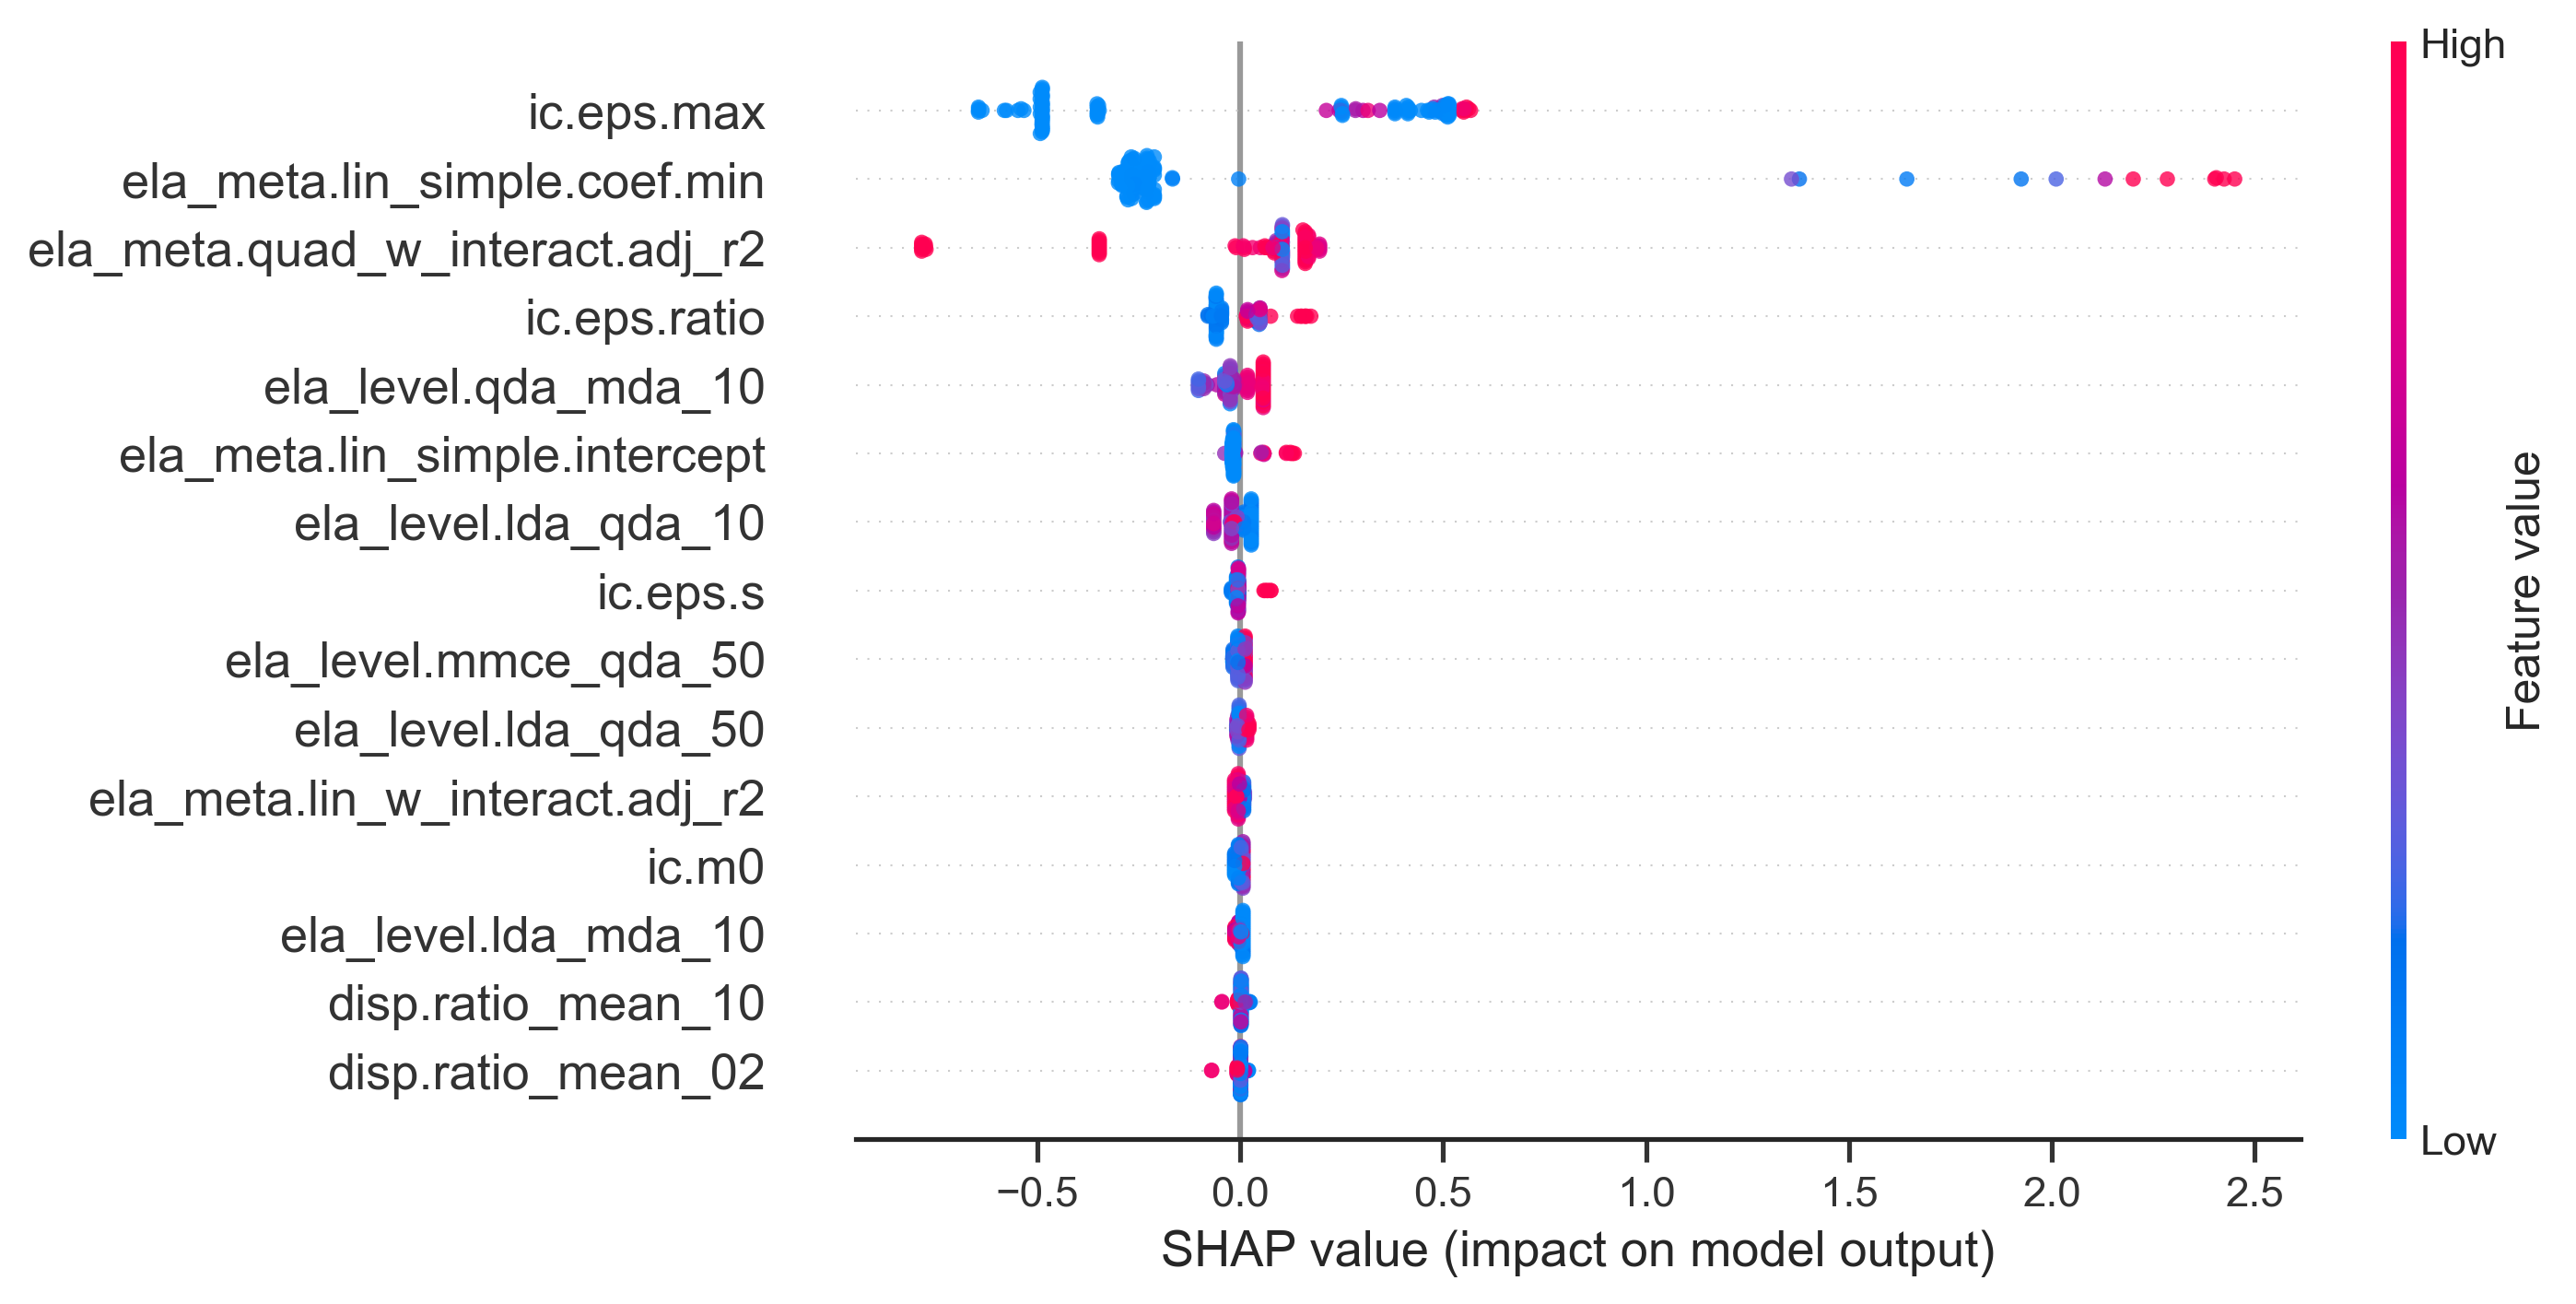 High
ic.eps.max
ela_meta.lin_simple.coef.min
ela_meta.quad_w_interact.adj_r2
ic.eps.ratio
ela_level.qda_mda_10
ela_meta.lin_simple.intercept
ela_level.lda_qda_10
ic.eps.s
ela_level.mmce_qda_50
ela_level.lda_qda_50
ela_meta.lin_w_interact.adj_r2
ic.m0
ela_level.lda_mda_10
disp.ratio_mean_10
disp.ratio_mean_02
Feature value
Low
−0.5 0.0 0.5 1.0 1.5 2.0 2.5
SHAP value (impact on model output)